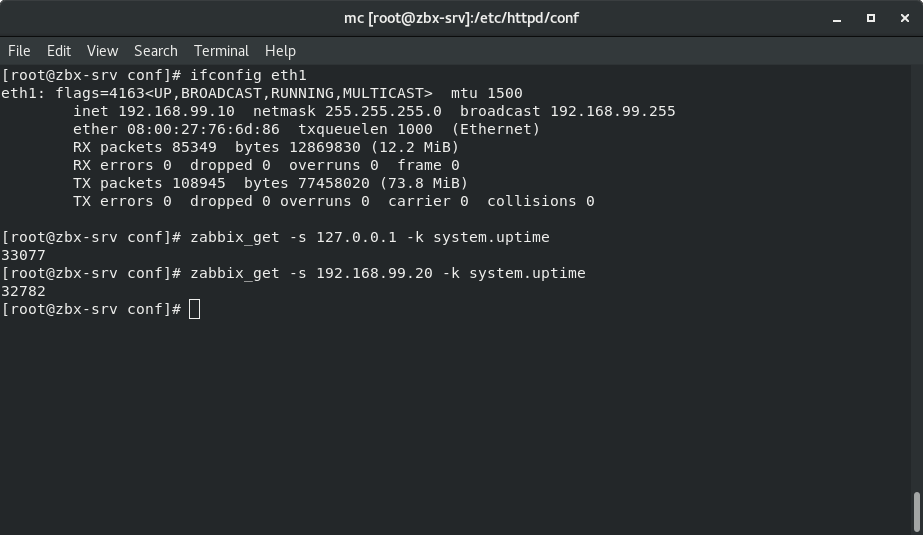 mc [root@zbx-srv]:/etc/httpd/conf
File Edit View Search Terminal Help
[root@zbx-srv conf]# ifconfig eth1
eth1: flags=4163<UP,BROADCAST,RUNNING,MULTICAST>  mtu 1500
        inet 192.168.99.10  netmask 255.255.255.0  broadcast 192.168.99.255
        ether 08:00:27:76:6d:86  txqueuelen 1000  (Ethernet)
        RX packets 85349  bytes 12869830 (12.2 MiB)
        RX errors 0  dropped 0  overruns 0  frame 0
        TX packets 108945  bytes 77458020 (73.8 MiB)
        TX errors 0  dropped 0 overruns 0  carrier 0  collisions 0

[root@zbx-srv conf]# zabbix_get -s 127.0.0.1 -k system.uptime
33077
[root@zbx-srv conf]# zabbix_get -s 192.168.99.20 -k system.uptime
32782
[root@zbx-srv conf]#